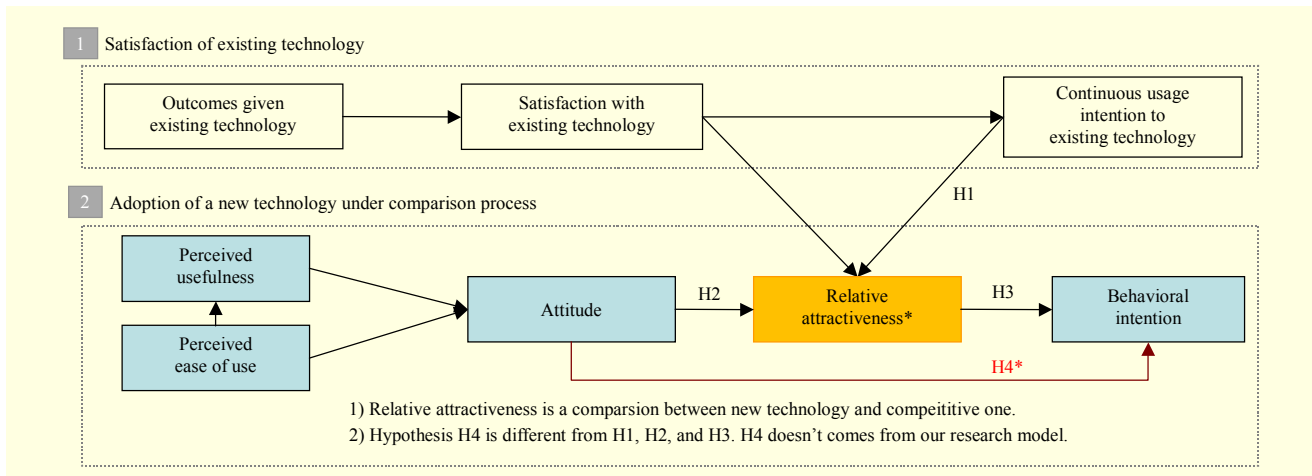 1 Satisfaction of existing technology
Outcomes given
existing technology
Satisfaction with
existing technology
Continuous usage
intention to
existing technology
H1
2 Adoption of a new technology under comparison process
Perceived
usefulness
Perceived
ease of use
Attitude
H2
Relative
attractiveness*
H3
Behavioral
intention
H4*
1) Relative attractiveness is a comparsion between new technology and compeititive one.
2) Hypothesis H4 is different from H1, H2, and H3. H4 doesn’t comes from our research model.